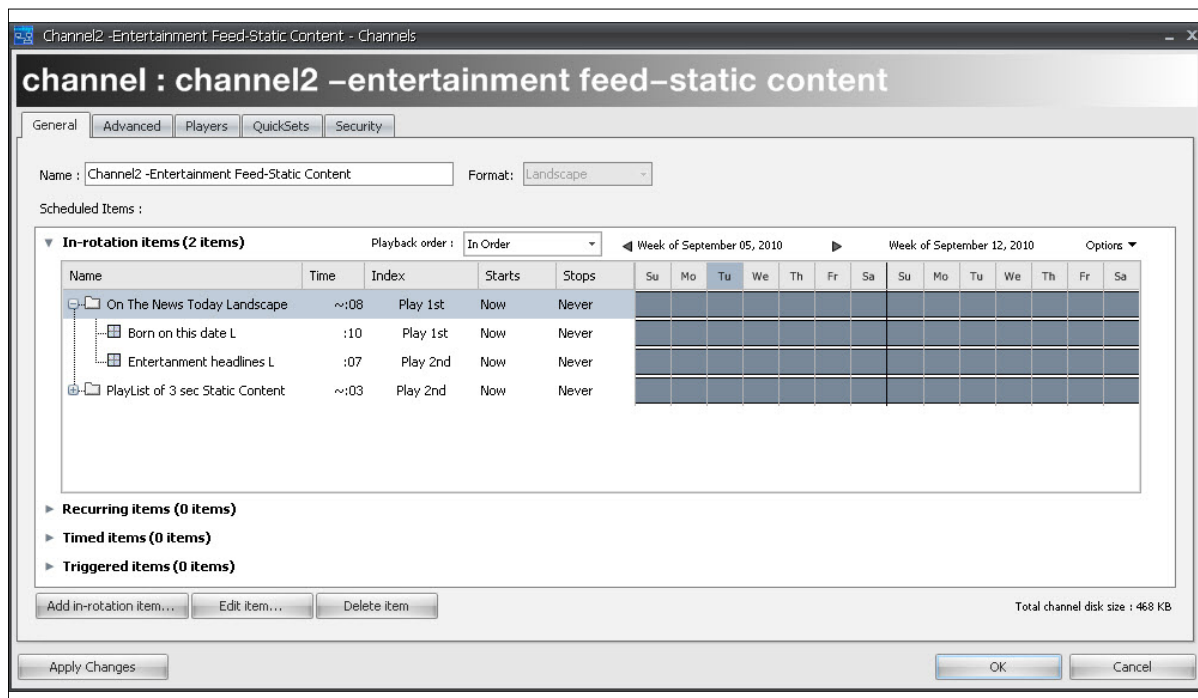 Channel2 -Entertainment Feed-Static Content - Channels
channel : channel2 –entertainment feed–static content
General Advanced Players QuickSets Security
Name : Channel2 -Entertainment Feed-Static Content Format: Landscape
Scheduled Items :
In-rotation items (2 items) Playback order : In Order Week of September 05, 2010 Week of September 12, 2010 Options
Name Time Index Starts Stops Su Mo Tu We Th Fr Sa Su Mo Tu We Th Fr Sa
On The News Today Landscape ~:08 Play 1st Now Never
Born on this date L :10 Play 1st Now Never
Entertanment headlines L :07 Play 2nd Now Never
PlayList of 3 sec Static Content ~:03 Play 2nd Now Never
Recurring items (0 items)
Timed items (0 items)
Triggered items (0 items)
Add in-rotation item... Edit item... Delete item Total channel disk size : 468 KB
Apply Changes OK Cancel